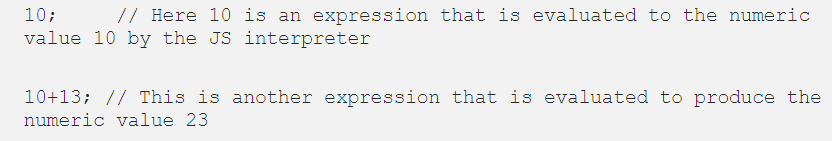 10;     // Here 10 is an expression that is evaluated to the numeric
value 10 by the JS interpreter
10+13; // This is another expression that is evaluated to produce the
numeric value 23